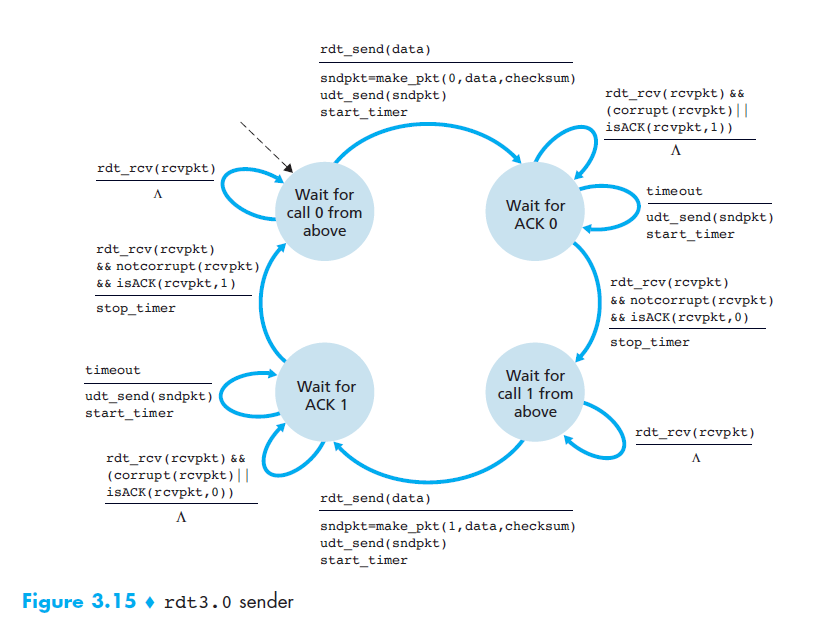 rdt_send(data)
sndpkt=make_pkt(0,data,checksum)
udt_send(sndpkt)
start_timer
rdt_rcv(rcvpkt) &&
(corrupt(rcvpkt)||
isACK(rcvpkt,1))
Λ
rdt_rcv(rcvpkt)
Λ
Wait for
call 0 from
above
Wait for
ACK 0
timeout
udt_send(sndpkt)
start_timer
rdt_rcv(rcvpkt)
&& notcorrupt(rcvpkt)
&& isACK(rcvpkt,1)
stop_timer
rdt_rcv(rcvpkt)
&& notcorrupt(rcvpkt)
&& isACK(rcvpkt,0)
stop_timer
timeout
udt_send(sndpkt)
start_timer
Wait for
ACK 1
Wait for
call 1 from
above
rdt_rcv(rcvpkt)
Λ
rdt_rcv(rcvpkt) &&
(corrupt(rcvpkt)||
isACK(rcvpkt,0))
Λ
rdt_send(data)
sndpkt=make_pkt(1,data,checksum)
udt_send(sndpkt)
start_timer
Figure 3.15 ♦ rdt3.0 sender